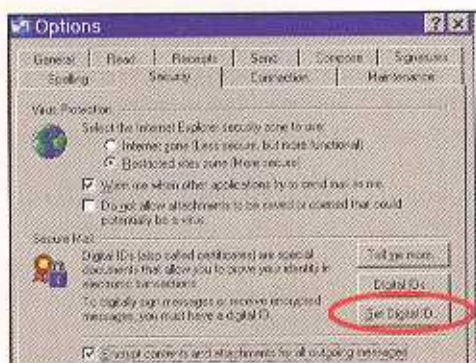 Options
General Read Receipts Send Compose Signatures
Spelling Security Connection Maintenance
Virus Protection
Select the Internet Explorer security zone to use:
Internet zone (Less secure, but more functional)
Restricted sites zone (More secure)
Warn me when other applications try to send mail as me.
Do not allow attachments to be saved or opened that could
potentially be a virus.
Secure Mail
Digital IDs (also called certificates) are special
documents that allow you to prove your identity in
electronic transactions.
Tell me more...
To digitally sign messages or receive encrypted
messages, you must have a digital ID.
Digital IDs...
Get Digital ID...
Encrypt contents and attachments for all outgoing messages